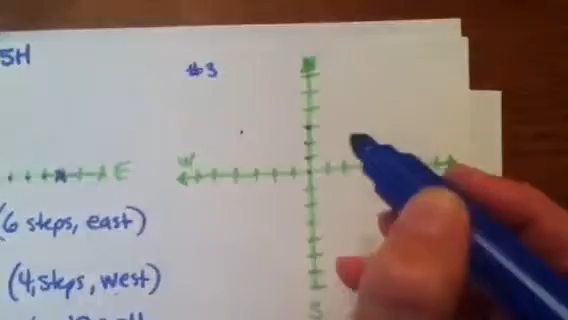 5H
#3
W
E
(6 steps, east)
(4, steps, west)
S